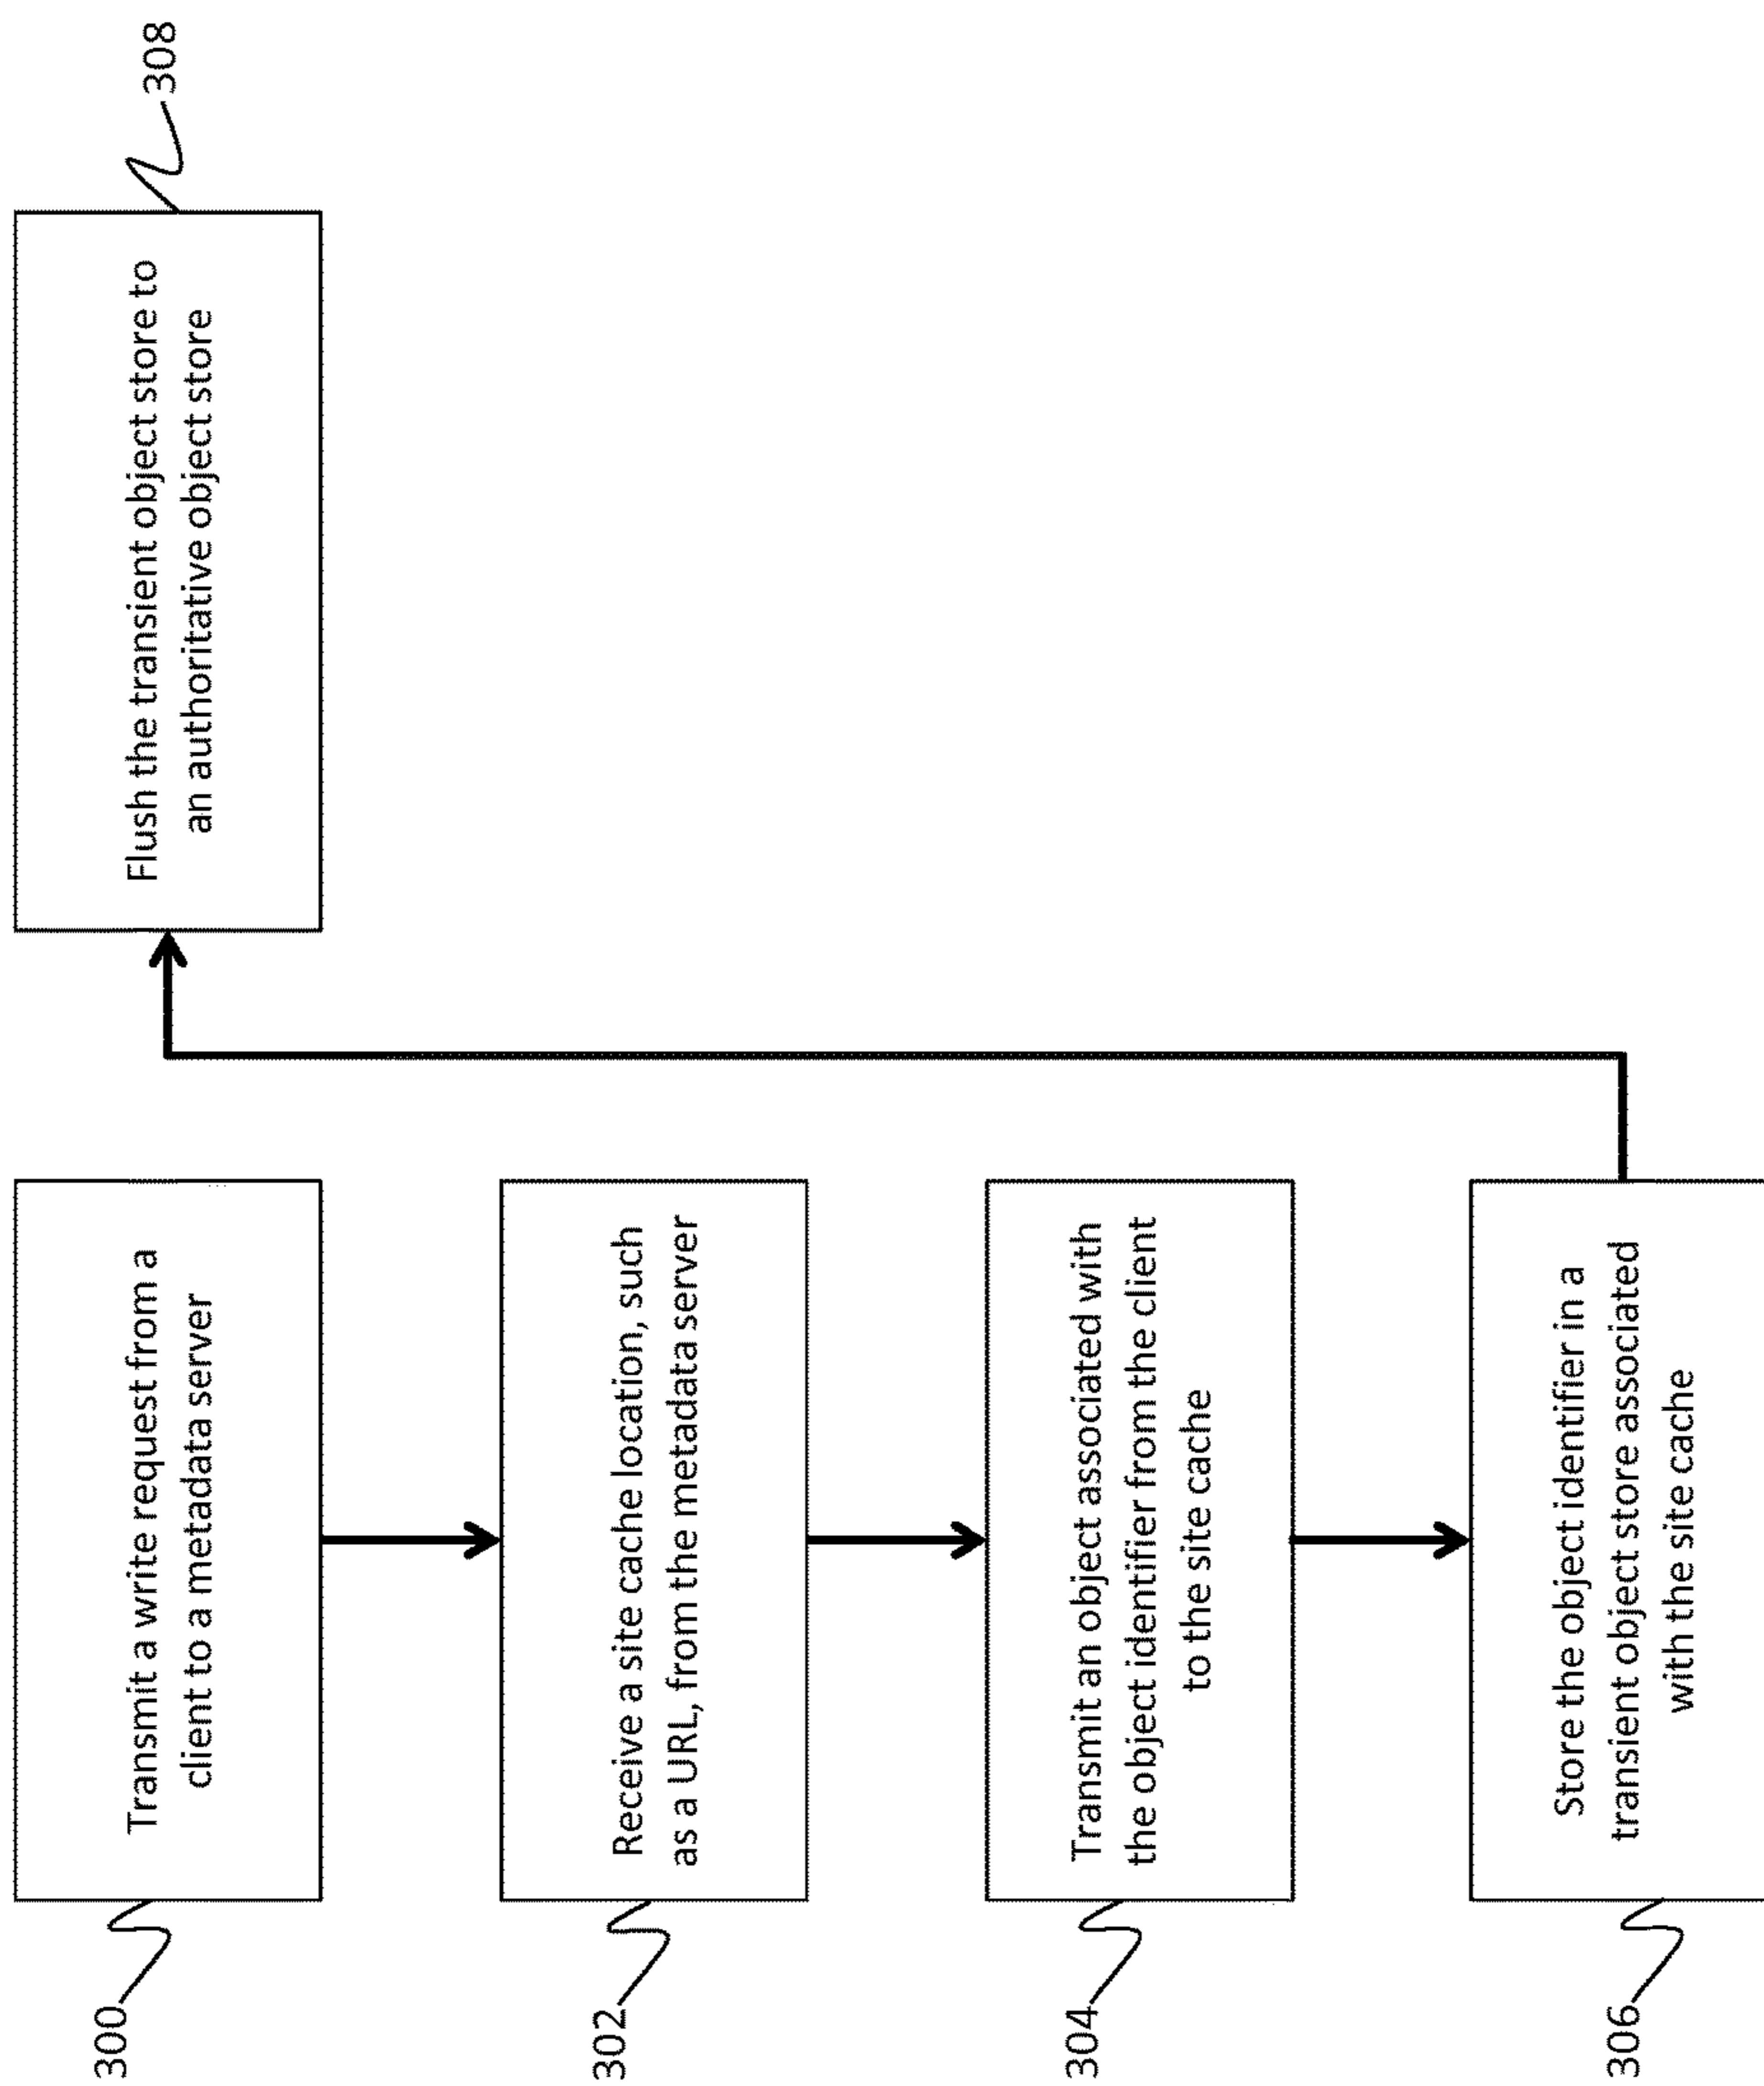 300
Transmit a write request from a
client to a metadata server
302
Receive a site cache location, such
as a URL, from the metadata server
304
Transmit an object associated with
the object identifier from the client
to the site cache
306
Store the object identifier in a
transient object store associated
with the site cache
Flush the transient object store to
an authoritative object store
308